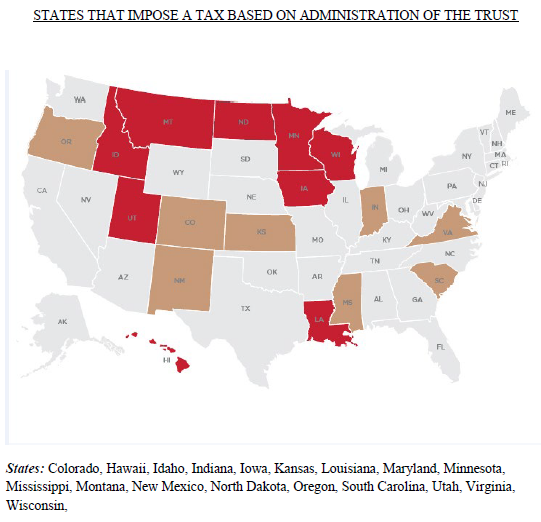 STATES THAT IMPOSE A TAX BASED ON ADMINISTRATION OF THE TRUST
WA
MT
ND
MN
ME
OR
ID
SD
WI
MI
VT
NH
NY
MA
CT RI
WY
IA
NE
PA
NJ
NV
UT
CO
KS
IL
IN
OH
WV
DE
VA
CA
MO
KY
NC
AZ
NM
OK
AR
TN
SC
MS
AL
GA
TX
LA
AK
HI
FL
States: Colorado, Hawaii, Idaho, Indiana, Iowa, Kansas, Louisiana, Maryland, Minnesota,
Mississippi, Montana, New Mexico, North Dakota, Oregon, South Carolina, Utah, Virginia,
Wisconsin,